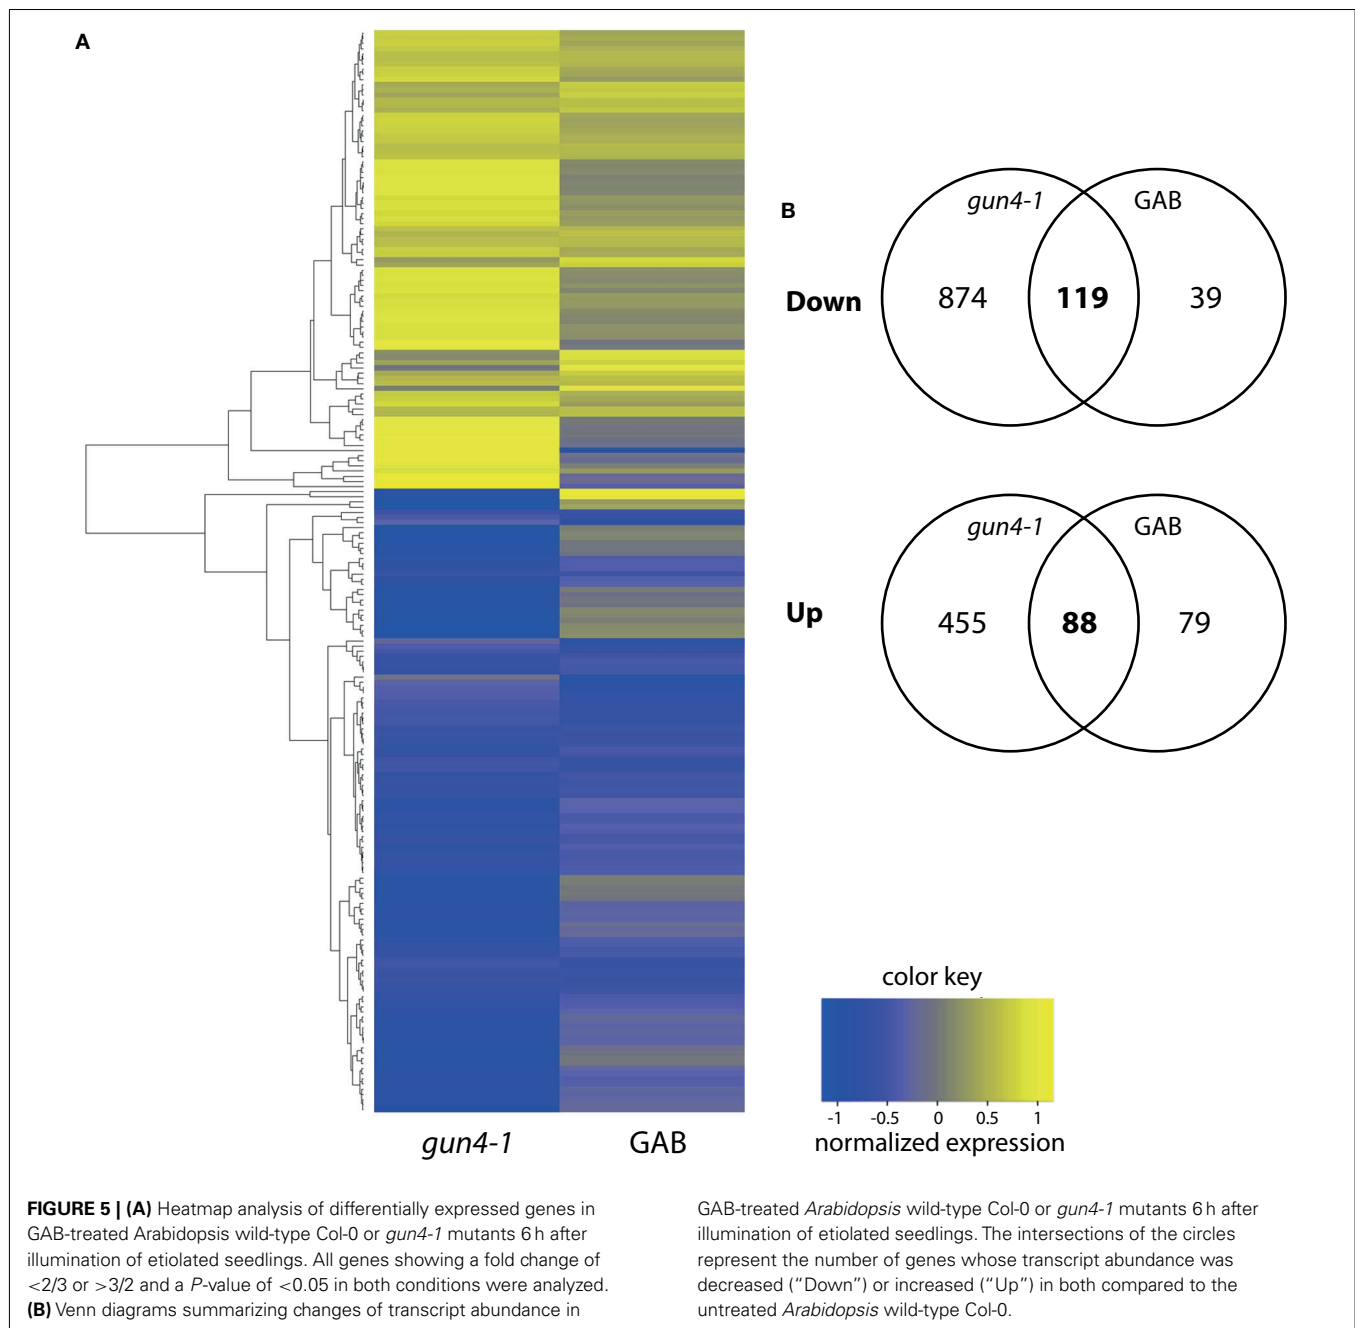 A
B
gun4-1
GAB
Down
874
119
39
gun4-1
GAB
Up
455
88
79
color key
-1 -0.5 0 0.5 1
normalized expression
gun4-1
GAB
FIGURE 5 | (A) Heatmap analysis of differentially expressed genes in
GAB-treated Arabidopsis wild-type Col-0 or gun4-1 mutants 6 h after
illumination of etiolated seedlings. All genes showing a fold change of
<2/3 or >3/2 and a P-value of <0.05 in both conditions were analyzed.
(B) Venn diagrams summarizing changes of transcript abundance in
GAB-treated Arabidopsis wild-type Col-0 or gun4-1 mutants 6 h after
illumination of etiolated seedlings. The intersections of the circles
represent the number of genes whose transcript abundance was
decreased (“Down”) or increased (“Up”) in both compared to the
untreated Arabidopsis wild-type Col-0.